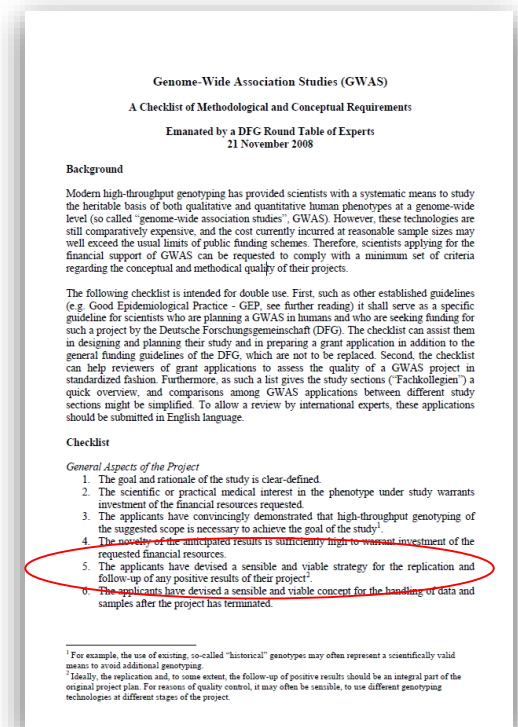 Genome-Wide Association Studies (GWAS)
A Checklist of Methodological and Conceptual Requirements
Emanated by a DFG Round Table of Experts
21 November 2008
Background
Modern high-throughput genotyping has provided scientists with a systematic means to study
the heritable basis of both qualitative and quantitative human phenotypes at a genome-wide
level (so called “genome-wide association studies”, GWAS). However, these technologies are
still comparatively expensive, and the cost currently incurred at reasonable sample sizes may
well exceed the usual limits of public funding schemes. Therefore, scientists applying for the
financial support of GWAS can be requested to comply with a minimum set of criteria
regarding the conceptual and methodical quality of their projects.
The following checklist is intended for double use. First, such as other established guidelines
(e.g. Good Epidemiological Practice - GEP, see further reading) it shall serve as a specific
guideline for scientists who are planning a GWAS in humans and who are seeking funding for
such a project by the Deutsche Forschungsgemeinschaft (DFG). The checklist can assist them
in designing and planning their study and in preparing a grant application in addition to the
general funding guidelines of the DFG, which are not to be replaced. Second, the checklist
can help reviewers of grant applications to assess the quality of a GWAS project in
standardized fashion. Furthermore, as such a list gives the study sections (“Fachkollegien”) a
quick overview, and comparisons among GWAS applications between different study
sections might be simplified. To allow a review by international experts, these applications
should be submitted in English language.
Checklist
General Aspects of the Project
1. The goal and rationale of the study is clear-defined.
2. The scientific or practical medical interest in the phenotype under study warrants
investment of the financial resources requested.
3. The applicants have convincingly demonstrated that high-throughput genotyping of
the suggested scope is necessary to achieve the goal of the study¹.
4. The novelty of the anticipated results is sufficiently high to warrant investment of the
requested financial resources.
5. The applicants have devised a sensible and viable strategy for the replication and
follow-up of any positive results of their project².
6. The applicants have devised a sensible and viable concept for the handling of data and
samples after the project has terminated.
¹ For example, the use of existing, so-called “historical” genotypes may often represent a scientifically valid
means to avoid additional genotyping.
² Ideally, the replication and, to some extent, the follow-up of positive results should be an integral part of the
original project plan. For reasons of quality control, it may often be sensible, to use different genotyping
technologies at different stages of the project.